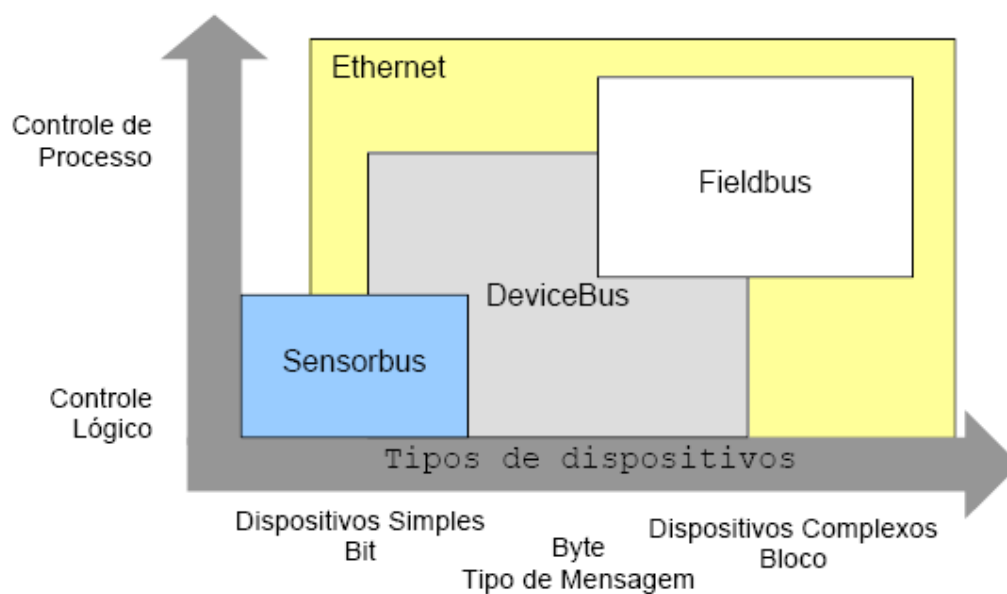 Ethernet
Controle de
Processo
Fieldbus
DeviceBus
Sensorbus
Controle
Lógico
Tipos de dispositivos
Dispositivos Simples
Bit
Byte
Tipo de Mensagem
Dispositivos Complexos
Bloco